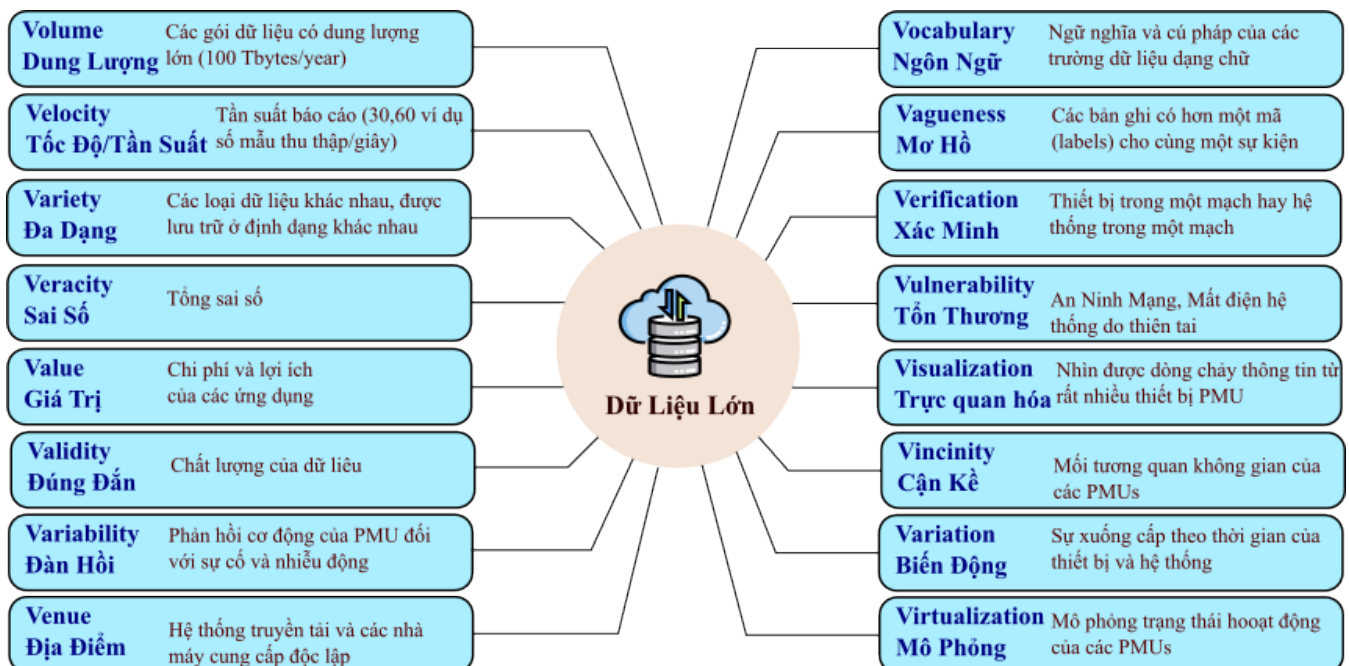 Volume
Dung Lượng
Các gói dữ liệu có dung lượng
lớn (100 Tbytes/year)
Velocity
Tốc Độ/Tần Suất
Tần suất báo cáo (30,60 ví dụ
số mẫu thu thập/giây)
Variety
Đa Dạng
Các loại dữ liệu khác nhau, được
lưu trữ ở định dạng khác nhau
Veracity
Sai Số
Tổng sai số
Value
Giá Trị
Chi phí và lợi ích
của các ứng dụng
Validity
Đúng Đắn
Chất lượng của dữ liêu
Variability
Đàn Hồi
Phản hồi cơ động của PMU đối
với sự cố và nhiễu động
Venue
Địa Điểm
Hệ thống truyền tải và các nhà
máy cung cấp độc lập
Dữ Liệu Lớn
Vocabulary
Ngôn Ngữ
Ngữ nghĩa và cú pháp của các
trường dữ liệu dạng chữ
Vagueness
Mơ Hồ
Các bản ghi có hơn một mã
(labels) cho cùng một sự kiện
Verification
Xác Minh
Thiết bị trong một mạch hay hệ
thống trong một mạch
Vulnerability
Tổn Thương
An Ninh Mạng, Mất điện hệ
thống do thiên tai
Visualization
Trực quan hóa
Nhìn được dòng chảy thông tin từ
rất nhiều thiết bị PMU
Vincinity
Cận Kề
Mối tương quan không gian của
các PMUs
Variation
Biến Động
Sự xuống cấp theo thời gian của
thiết bị và hệ thống
Virtualization
Mô Phỏng
Mô phỏng trạng thái hooạt động
của các PMUs